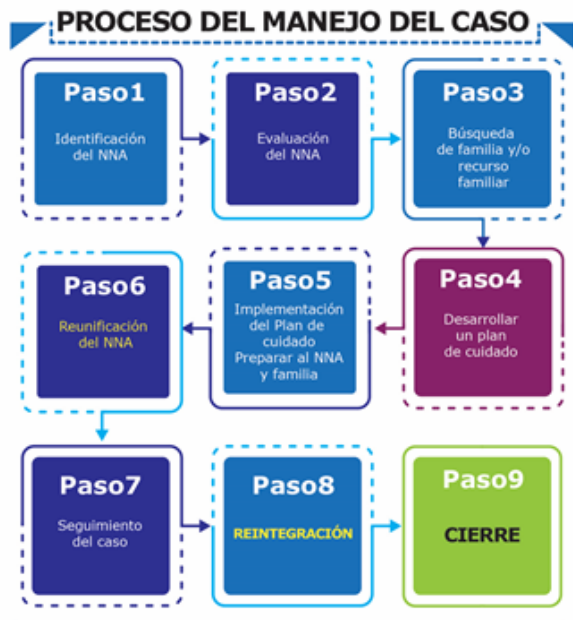 PROCESO DEL MANEJO DEL CASO
Paso1
Identificación
del NNA
Paso2
Evaluación
del NNA
Paso3
Búsqueda
de familia y/o
recurso
familiar
Paso4
Desarrollar
un plan
de cuidado
Paso5
Implementación
del Plan de
cuidado
Preparar al NNA
y familia
Paso6
Reunificación
del NNA
Paso7
Seguimiento
del caso
Paso8
REINTEGRACIÓN
Paso9
CIERRE